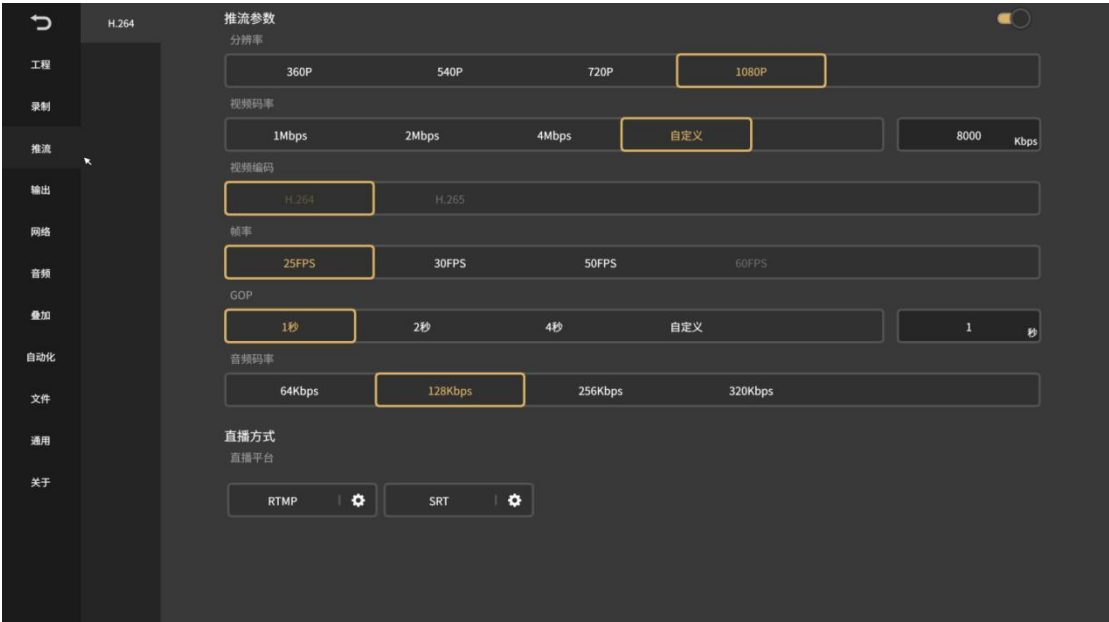 工程
录制
推流
输出
网络
音频
叠加
自动化
文件
通用
关于
H.264
推流参数
分辨率
360P 540P 720P 1080P
视频码率
1Mbps 2Mbps 4Mbps 自定义 8000 Kbps
视频编码
H.264 H.265
帧率
25FPS 30FPS 50FPS 60FPS
GOP
1秒 2秒 4秒 自定义 1 秒
音频码率
64Kbps 128Kbps 256Kbps 320Kbps
直播方式
直播平台
RTMP SRT